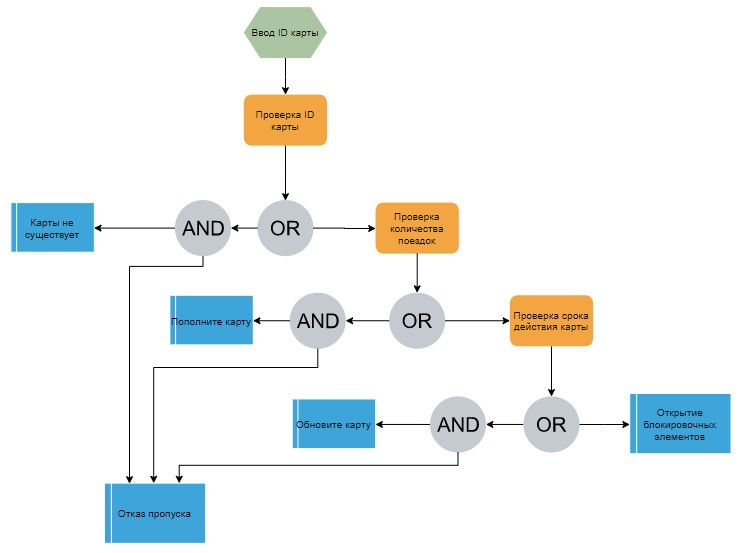 Ввод ID карты
Проверка ID
карты
Карты не
существует
AND
OR
Проверка
количества
поездок
Пополните карту
AND
OR
Проверка срока
действия карты
Обновите карту
AND
OR
Открытие
блокировочных
элементов
Отказ пропуска